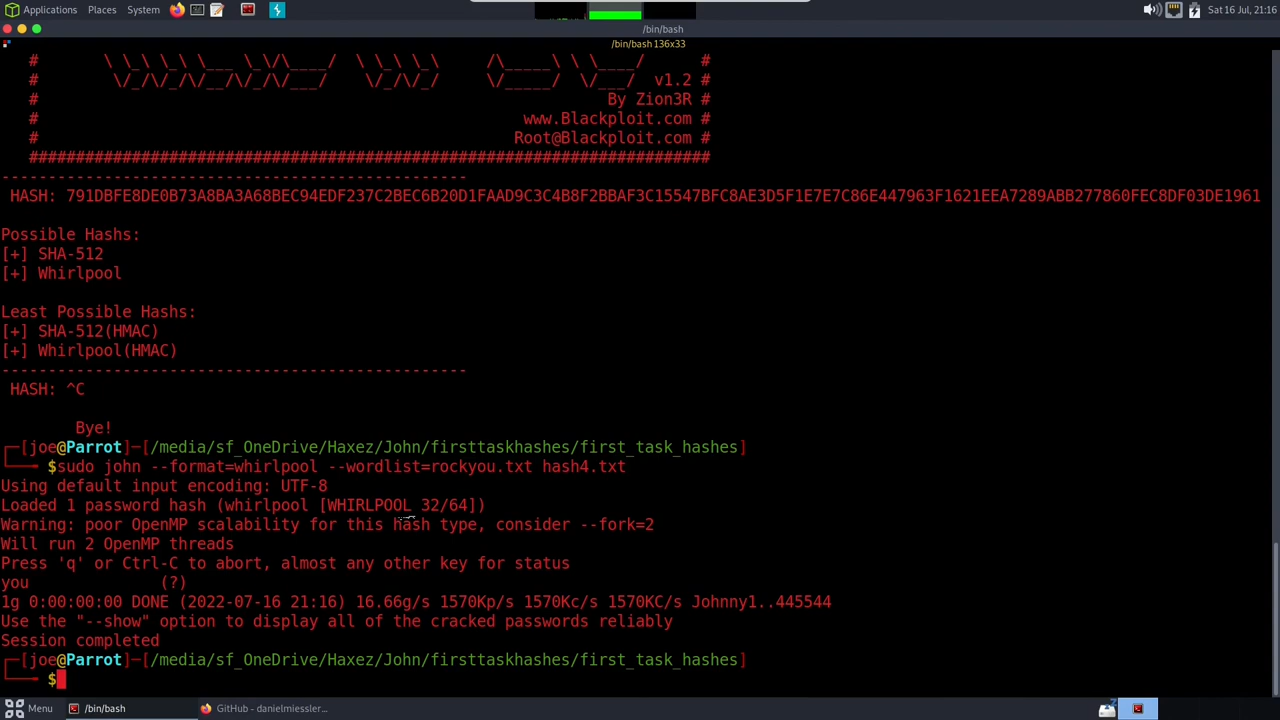 Applications Places System Sat 16 Jul, 21:16
/bin/bash
/bin/bash 136x33
# \ \_\ \_\ \___ \_\/\____/ \ \_\ \_\ /\_____\ \ \____/ #
# \/_/\/_/\/__/\/_/\/___/ \/_/\/_/ \/_____/ \/___/ v1.2 #
# By Zion3R #
# www.Blackploit.com #
# Root@Blackploit.com #
#########################################################################
--------------------------------------------------
HASH: 791DBFE8DE0B73A8BA3A68BEC94EDF237C2BEC6B20D1FAAD9C3C4B8F2BBAF3C15547BFC8AE3D5F1E7E7C86E447963F1621EEA7289ABB277860FEC8DF03DE1961
Possible Hashs:
[+] SHA-512
[+] Whirlpool
Least Possible Hashs:
[+] SHA-512(HMAC)
[+] Whirlpool(HMAC)
--------------------------------------------------
HASH: ^C
Bye!
┌─[joe@Parrot]─[/media/sf_OneDrive/Haxez/John/firsttaskhashes/first_task_hashes]
└──╼ $sudo john --format=whirlpool --wordlist=rockyou.txt hash4.txt
Using default input encoding: UTF-8
Loaded 1 password hash (whirlpool [WHIRLPOOL 32/64])
Warning: poor OpenMP scalability for this hash type, consider --fork=2
Will run 2 OpenMP threads
Press 'q' or Ctrl-C to abort, almost any other key for status
you (?)
1g 0:00:00:00 DONE (2022-07-16 21:16) 16.66g/s 1570Kp/s 1570Kc/s 1570KC/s Johnny1..445544
Use the "--show" option to display all of the cracked passwords reliably
Session completed
┌─[joe@Parrot]─[/media/sf_OneDrive/Haxez/John/firsttaskhashes/first_task_hashes]
└──╼ $
Menu /bin/bash GitHub - danielmiessler...